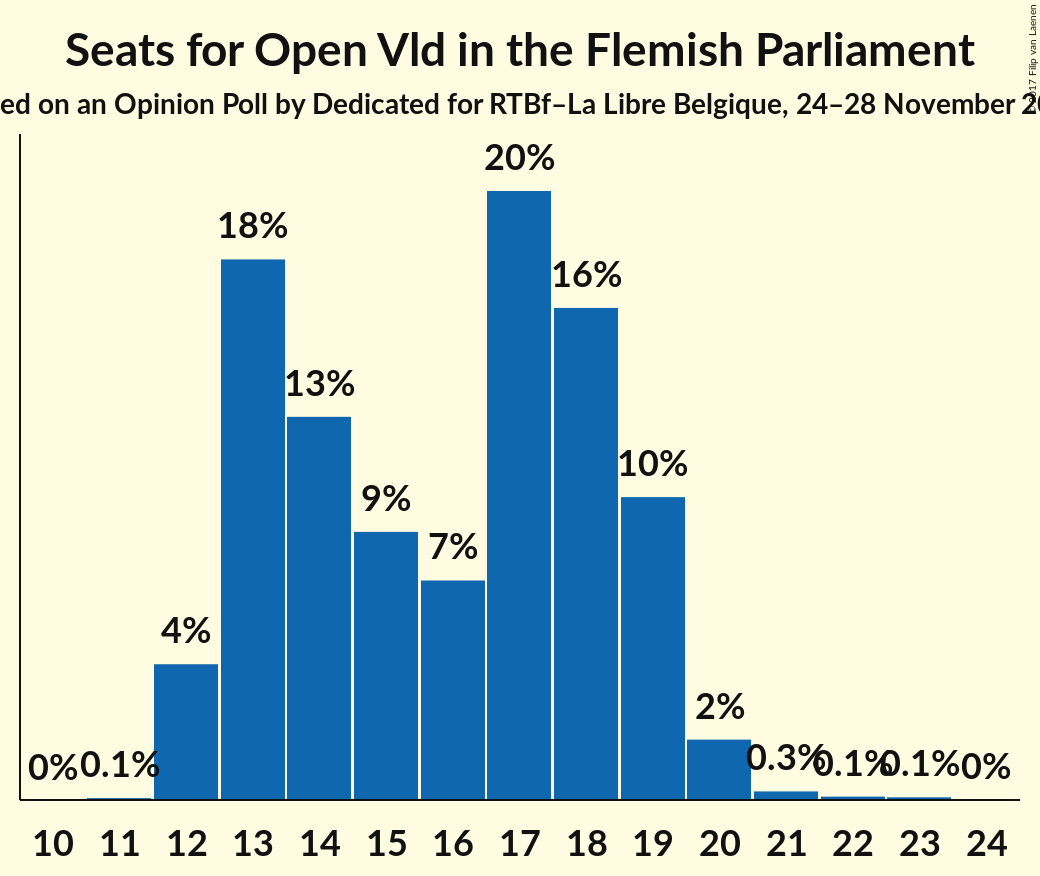 Seats for Open Vld in the Flemish Parliament
ed on an Opinion Poll by Dedicated for RTBf–La Libre Belgique, 24–28 November 20
© 2017 Filip van Laenen
20%
18%
16%
13%
10%
9%
7%
4%
2%
0% 0.1% 0.3% 0.1% 0.1% 0%
10 11 12 13 14 15 16 17 18 19 20 21 22 23 24